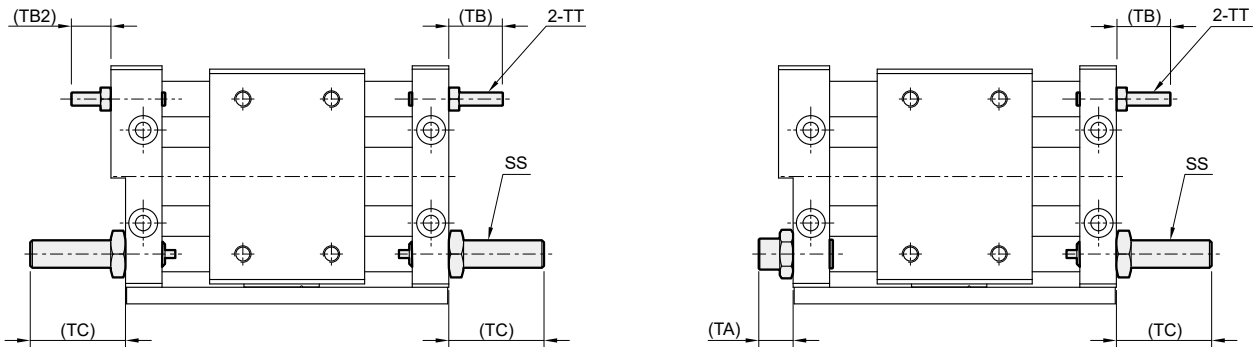 (TB2)
(TB)
2-TT
(TB)
2-TT
SS
SS
(TC)
(TC)
(TA)
(TC)